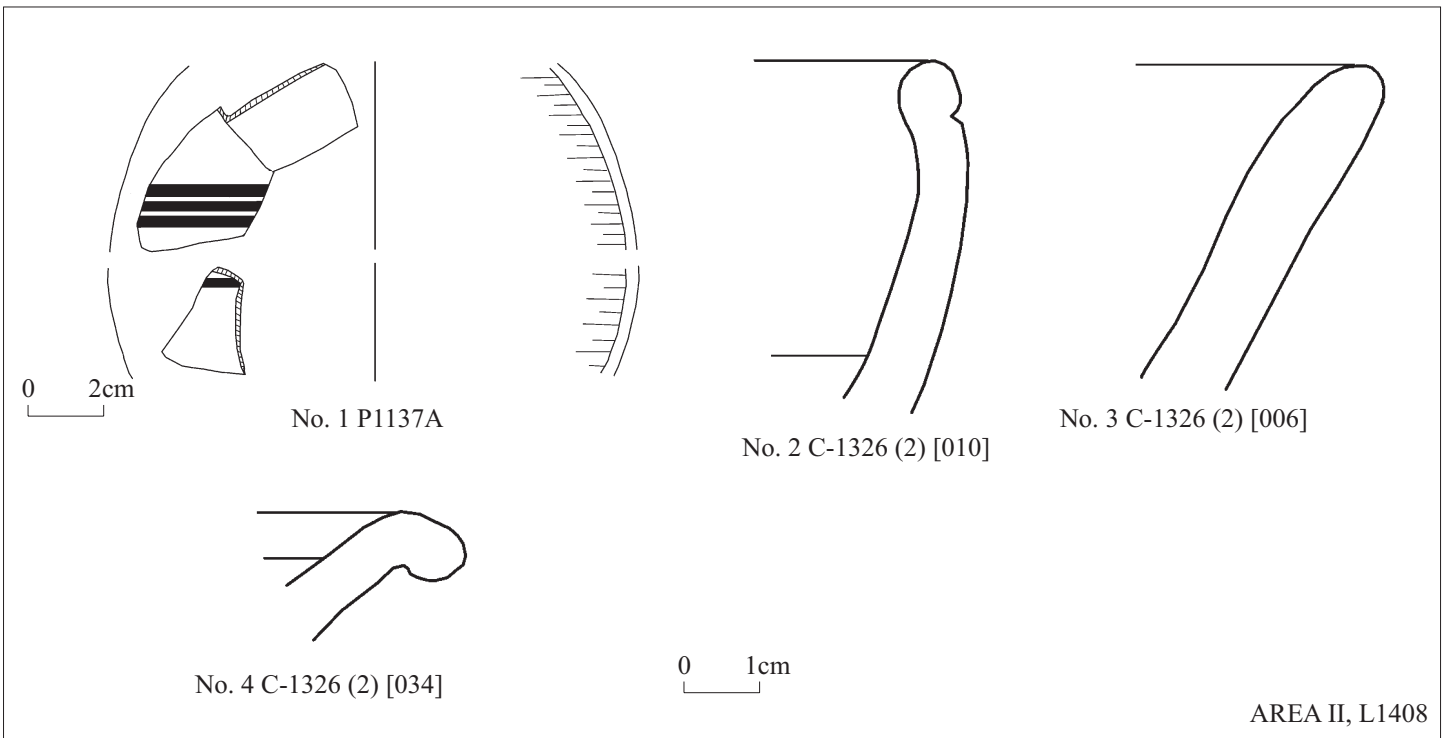 0 2cm
No. 1 P1137A
No. 2 C-1326 (2) [010]
No. 3 C-1326 (2) [006]
No. 4 C-1326 (2) [034]
0 1cm
AREA II, L1408